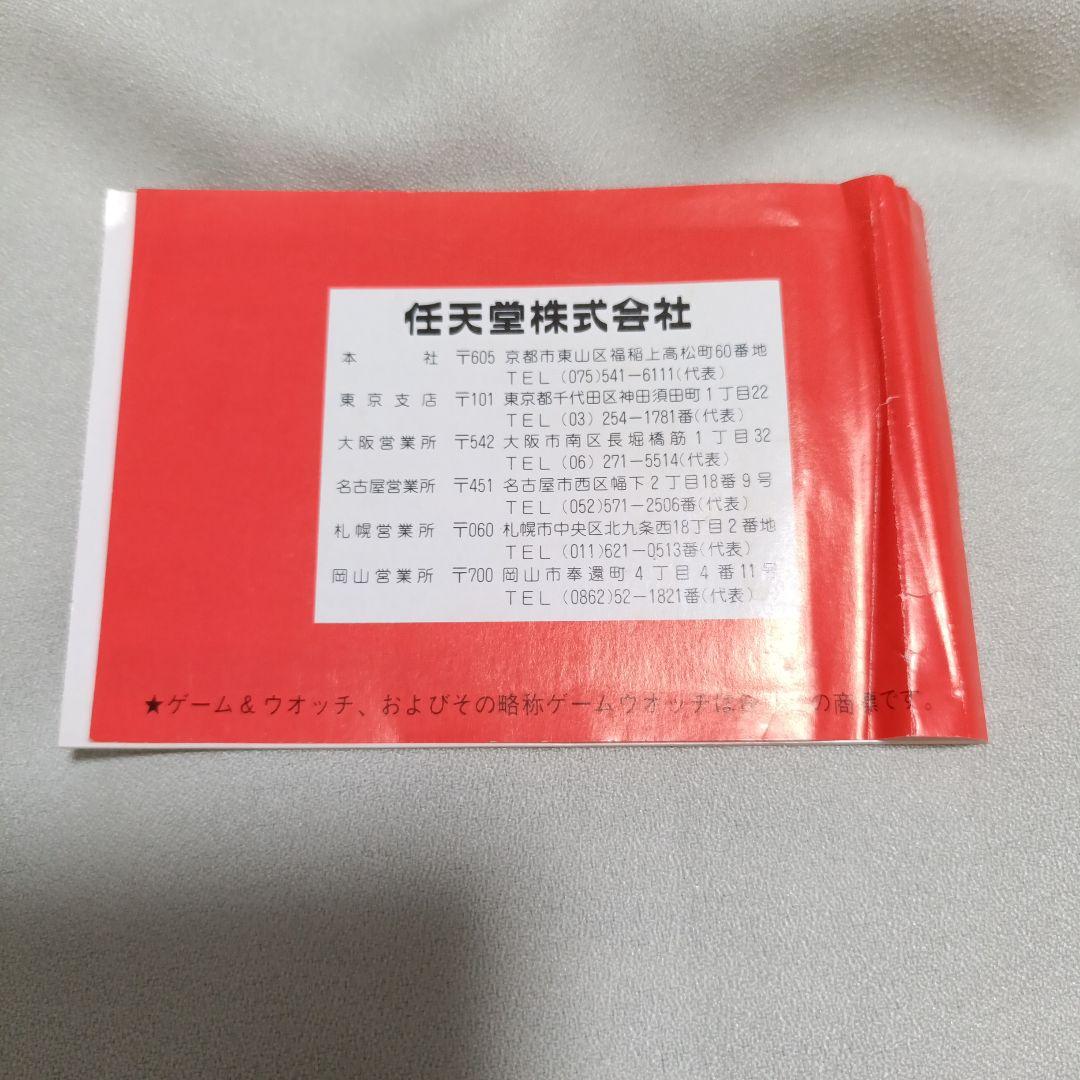 任天堂株式会社
本社 〒605 京都市東山区福稲上高松町60番地
TEL (075)541-6111(代表)
東京支店 〒101 東京都千代田区神田須田町1丁目22
TEL (03) 254-1781番(代表)
大阪営業所 〒542 大阪市南区長堀橋筋1丁目32
TEL (06) 271-5514(代表)
名古屋営業所 〒451 名古屋市西区幅下2丁目18番9号
TEL (052)571-2506番(代表)
札幌営業所 〒060 札幌市中央区北九条西18丁目2番地
TEL (011)621-0513番(代表)
岡山営業所 〒700 岡山市奉還町4丁目4番11号
TEL (0862)52-1821番(代表)
★ゲーム&ウオッチ、およびその略称ゲームウオッチは の商標です。